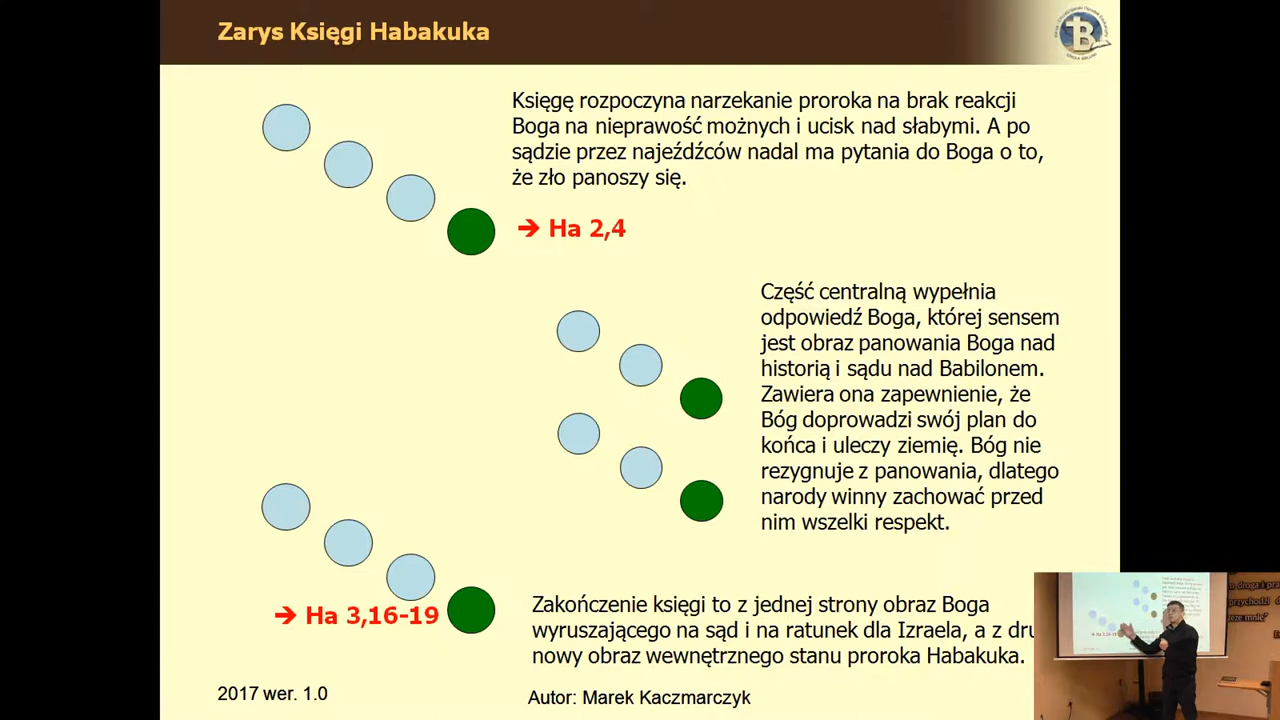 Zarys Księgi Habakuka
Księgę rozpoczyna narzekanie proroka na brak reakcji
Boga na nieprawość możnych i ucisk nad słabymi. A po
sądzie przez najeźdźców nadal ma pytania do Boga o to,
że zło panoszy się.
➔ Ha 2,4
Część centralną wypełnia
odpowiedź Boga, której sensem
jest obraz panowania Boga nad
historią i sądu nad Babilonem.
Zawiera ona zapewnienie, że
Bóg doprowadzi swój plan do
końca i uleczy ziemię. Bóg nie
rezygnuje z panowania, dlatego
narody winny zachować przed
nim wszelki respekt.
➔ Ha 3,16-19
Zakończenie księgi to z jednej strony obraz Boga
wyruszającego na sąd i na ratunek dla Izraela, a z
nowy obraz wewnętrznego stanu proroka Habakuka.
2017 wer. 1.0
Autor: Marek Kaczmarczyk
droga i
przychodzi
mnie?